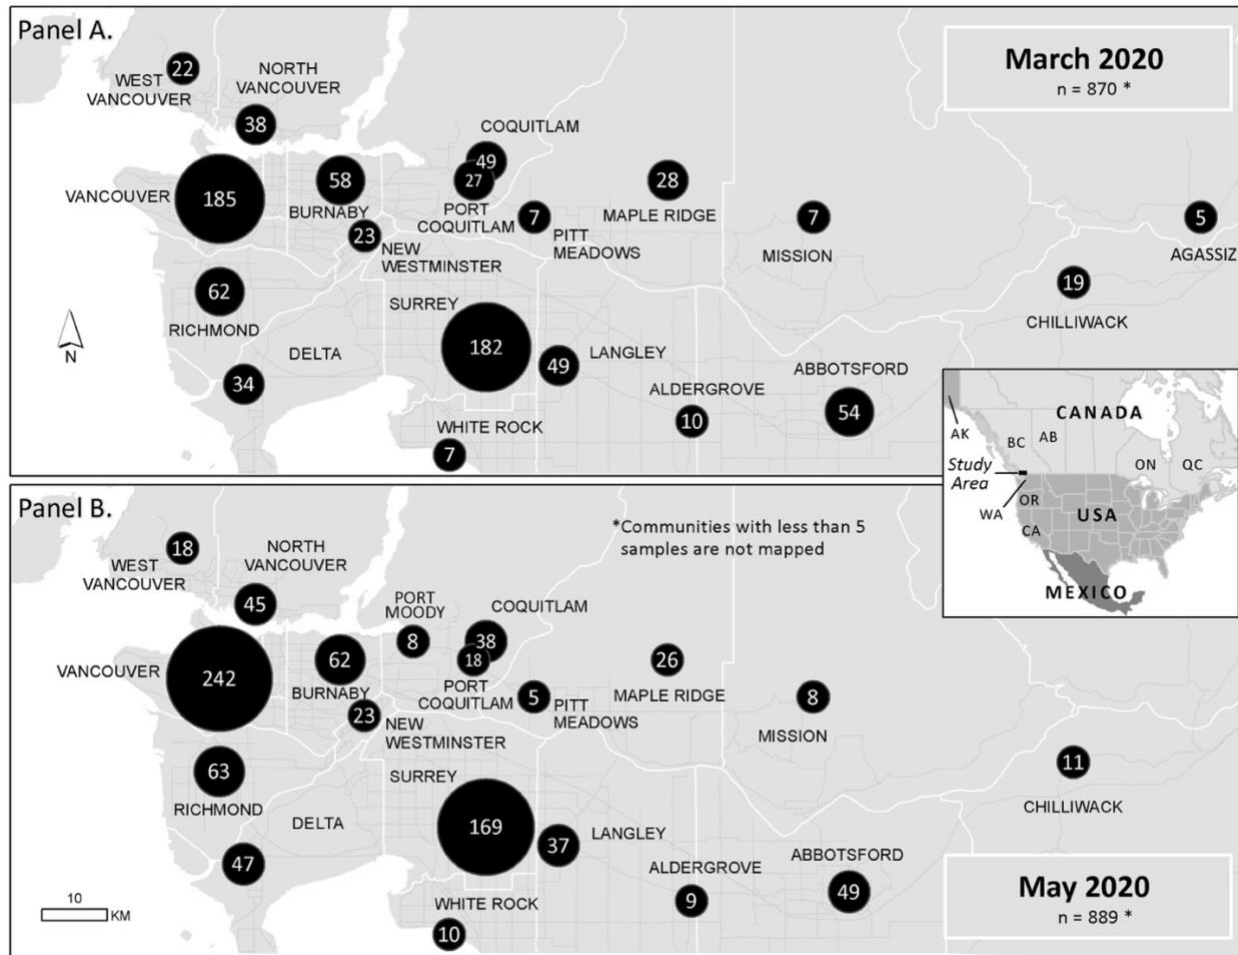 Panel A.
March 2020
n = 870 *
22
WEST
VANCOUVER
NORTH
VANCOUVER
38
COQUITLAM
49
27
PORT
COQUITLAM
VANCOUVER
185
58
BURNABY
23
NEW
WESTMINSTER
7
PITT
MEADOWS
28
MAPLE RIDGE
7
MISSION
5
AGASSIZ
19
CHILLIWACK
62
RICHMOND
SURREY
182
DELTA
34
LANGLEY
49
ALDERGROVE
10
ABBOTSFORD
54
WHITE ROCK
7
N
CANADA
AK
BC
AB
ON
QC
Study
Area
WA
OR
USA
CA
MEXICO
Panel B.
*Communities with less than 5
samples are not mapped
18
WEST
VANCOUVER
NORTH
VANCOUVER
45
PORT
MOODY
8
COQUITLAM
38
18
PORT
COQUITLAM
VANCOUVER
242
62
BURNABY
23
NEW
WESTMINSTER
5
PITT
MEADOWS
26
MAPLE RIDGE
8
MISSION
11
CHILLIWACK
63
RICHMOND
SURREY
169
DELTA
47
LANGLEY
37
ALDERGROVE
9
ABBOTSFORD
49
WHITE ROCK
10
10
KM
May 2020
n = 889 *